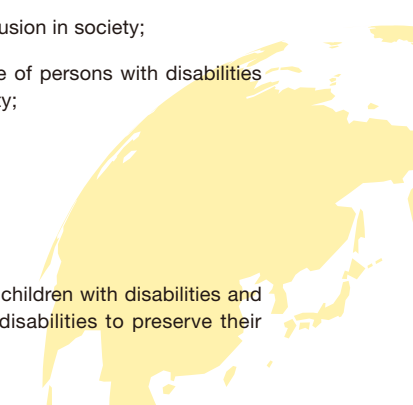 usion in society;
e of persons with disabilities
ty;
children with disabilities and
disabilities to preserve their